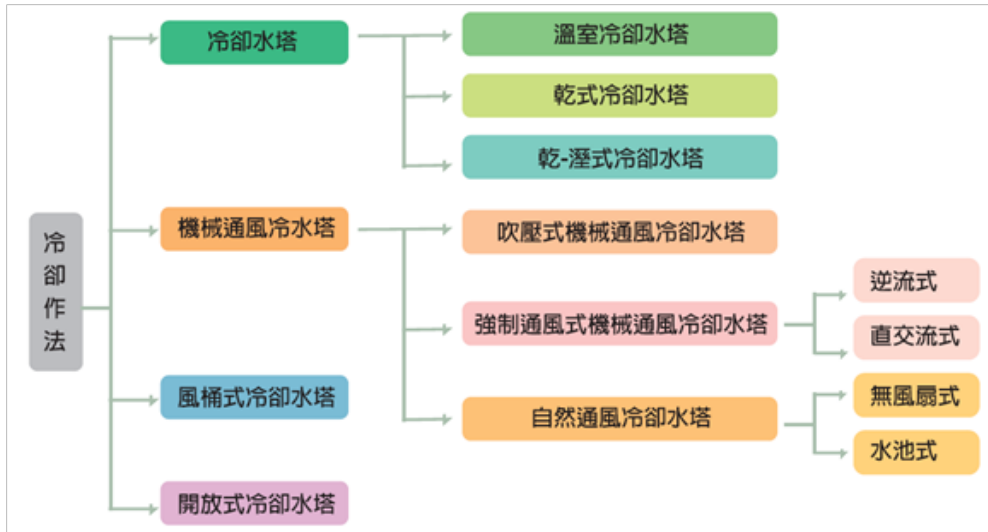 冷卻作法
冷卻水塔
溫室冷卻水塔
乾式冷卻水塔
乾-溼式冷卻水塔
機械通風冷水塔
吹壓式機械通風冷卻水塔
強制通風式機械通風冷卻水塔
逆流式
直交流式
自然通風冷卻水塔
無風扇式
水池式
風桶式冷卻水塔
開放式冷卻水塔